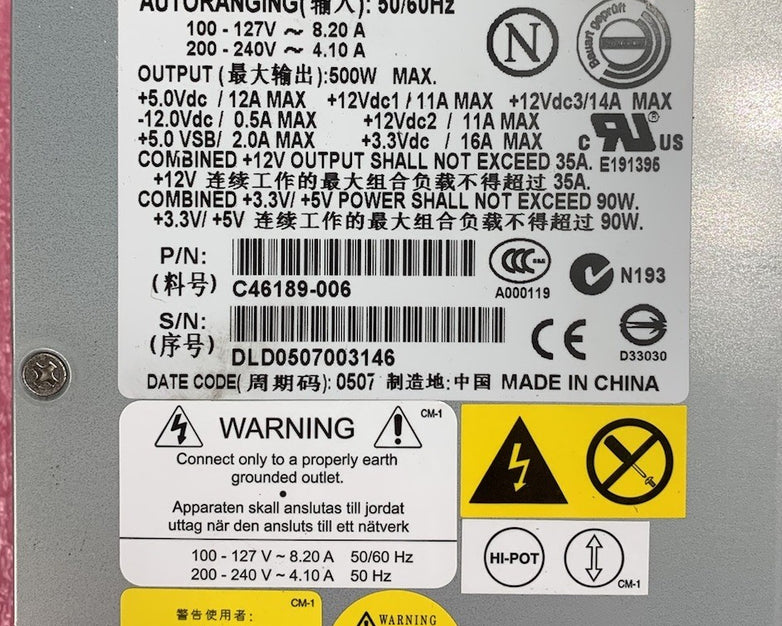 AUTORANGING(输入): 50/60Hz
100 - 127V ~ 8.20 A
200 - 240V ~ 4.10 A
N
Bauart geprüft
OUTPUT (最大输出):500W MAX.
+5.0Vdc / 12A MAX +12Vdc1 / 11A MAX +12Vdc3/14A MAX
-12.0Vdc / 0.5A MAX +12Vdc2 / 11A MAX
+5.0 VSB/ 2.0A MAX +3.3Vdc / 16A MAX
c RU ® US
COMBINED +12V OUTPUT SHALL NOT EXCEED 35A. E191395
+12V 连续工作的最大组合负载不得超过 35A.
COMBINED +3.3V/ +5V POWER SHALL NOT EXCEED 90W.
+3.3V/ +5V 连续工作的最大组合负载不得超过 90W.
P/N:
(料号) C46189-006
CCC
A000119
N193
S/N:
(序号) DLD0507003146
CE
D33030
DATE CODE(周期码): 0507 制造地:中国 MADE IN CHINA
WARNING CM-1
Connect only to a properly earth
grounded outlet.
•
Apparaten skall anslutas till jordat
uttag när den ansluts till ett nätverk
100 - 127 V ~ 8.20 A 50/60 Hz
200 - 240 V ~ 4.10 A 50 Hz
HI-POT
CM-1
CM-1
警告使用者:
WARNING